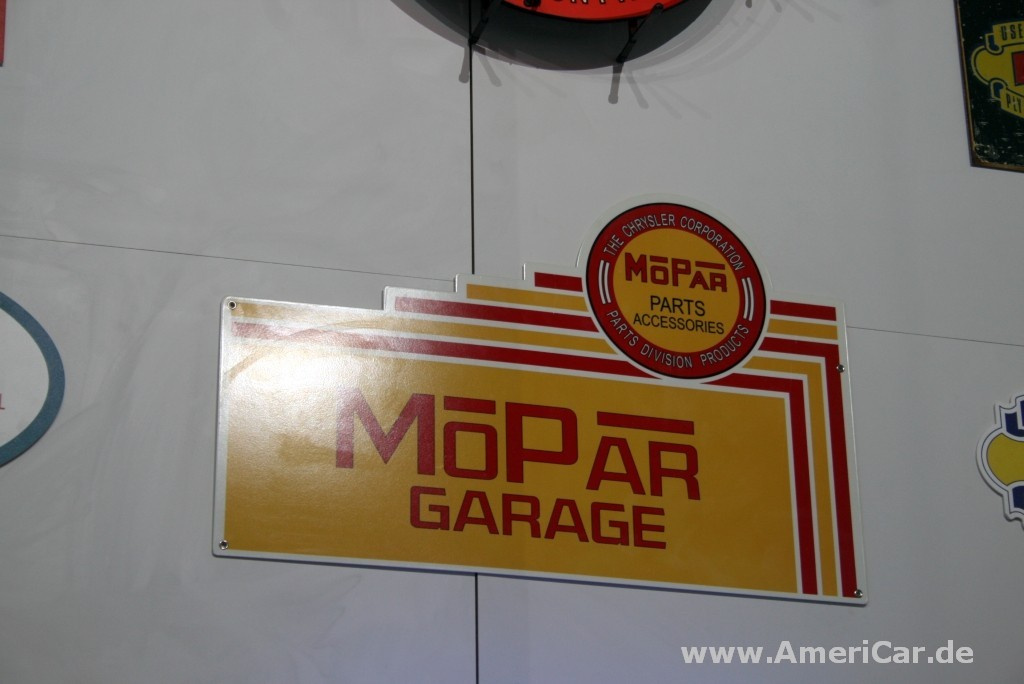 THE CHRYSLER CORPORATION
MOPAR
PARTS
ACCESSORIES
PARTS DIVISION PRODUCTS
MOPAR
GARAGE
www.AmeriCar.de